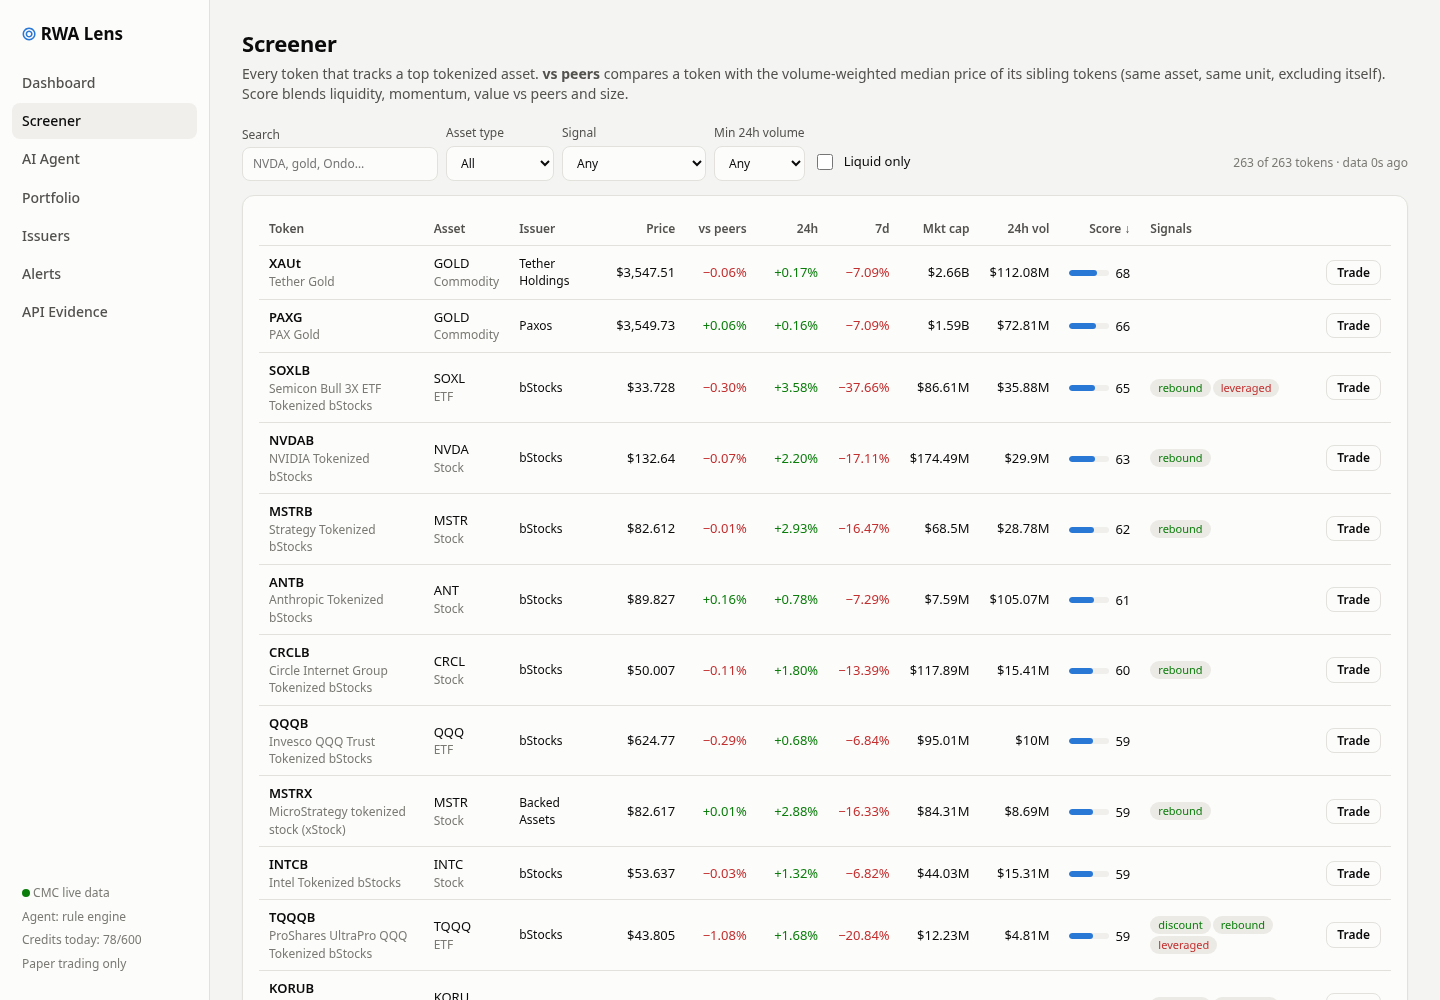 RWA Lens
Dashboard
Screener
AI Agent
Portfolio
Issuers
Alerts
API Evidence
CMC live data
Agent: rule engine
Credits today: 78/600
Paper trading only
Screener
Every token that tracks a top tokenized asset. vs peers compares a token with the volume-weighted median price of its sibling tokens (same asset, same unit, excluding itself).
Score blends liquidity, momentum, value vs peers and size.
Search Asset type Signal Min 24h volume
NVDA, gold, Ondo... All Any Any Liquid only 263 of 263 tokens · data 0s ago
Token Asset Issuer Price vs peers 24h 7d Mkt cap 24h vol Score ↓ Signals
XAUt GOLD Tether $3,547.51 −0.06% +0.17% −7.09% $2.66B $112.08M 68 Trade
Tether Gold Commodity Holdings
PAXG GOLD Paxos $3,549.73 +0.06% +0.16% −7.09% $1.59B $72.81M 66 Trade
PAX Gold Commodity
SOXLB SOXL bStocks $33.728 −0.30% +3.58% −37.66% $86.61M $35.88M 65 rebound leveraged Trade
Semicon Bull 3X ETF ETF
Tokenized bStocks
NVDAB NVDA bStocks $132.64 −0.07% +2.20% −17.11% $174.49M $29.9M 63 rebound Trade
NVIDIA Tokenized Stock
bStocks
MSTRB MSTR bStocks $82.612 −0.01% +2.93% −16.47% $68.5M $28.78M 62 rebound Trade
Strategy Tokenized Stock
bStocks
ANTB ANT bStocks $89.827 +0.16% +0.78% −7.29% $7.59M $105.07M 61 Trade
Anthropic Tokenized Stock
bStocks
CRCLB CRCL bStocks $50.007 −0.11% +1.80% −13.39% $117.89M $15.41M 60 rebound Trade
Circle Internet Group Stock
Tokenized bStocks
QQQB QQQ bStocks $624.77 −0.29% +0.68% −6.84% $95.01M $10M 59 Trade
Invesco QQQ Trust ETF
Tokenized bStocks
MSTRX MSTR Backed $82.617 +0.01% +2.88% −16.33% $84.31M $8.69M 59 rebound Trade
MicroStrategy tokenized Stock Assets
stock (xStock)
INTCB INTC bStocks $53.637 −0.03% +1.32% −6.82% $44.03M $15.31M 59 Trade
Intel Tokenized bStocks Stock
TQQQB TQQQ bStocks $43.805 −1.08% +1.68% −20.84% $12.23M $4.81M 59 discount rebound Trade
ProShares UltraPro QQQ ETF leveraged
Tokenized bStocks
KORUB KORU